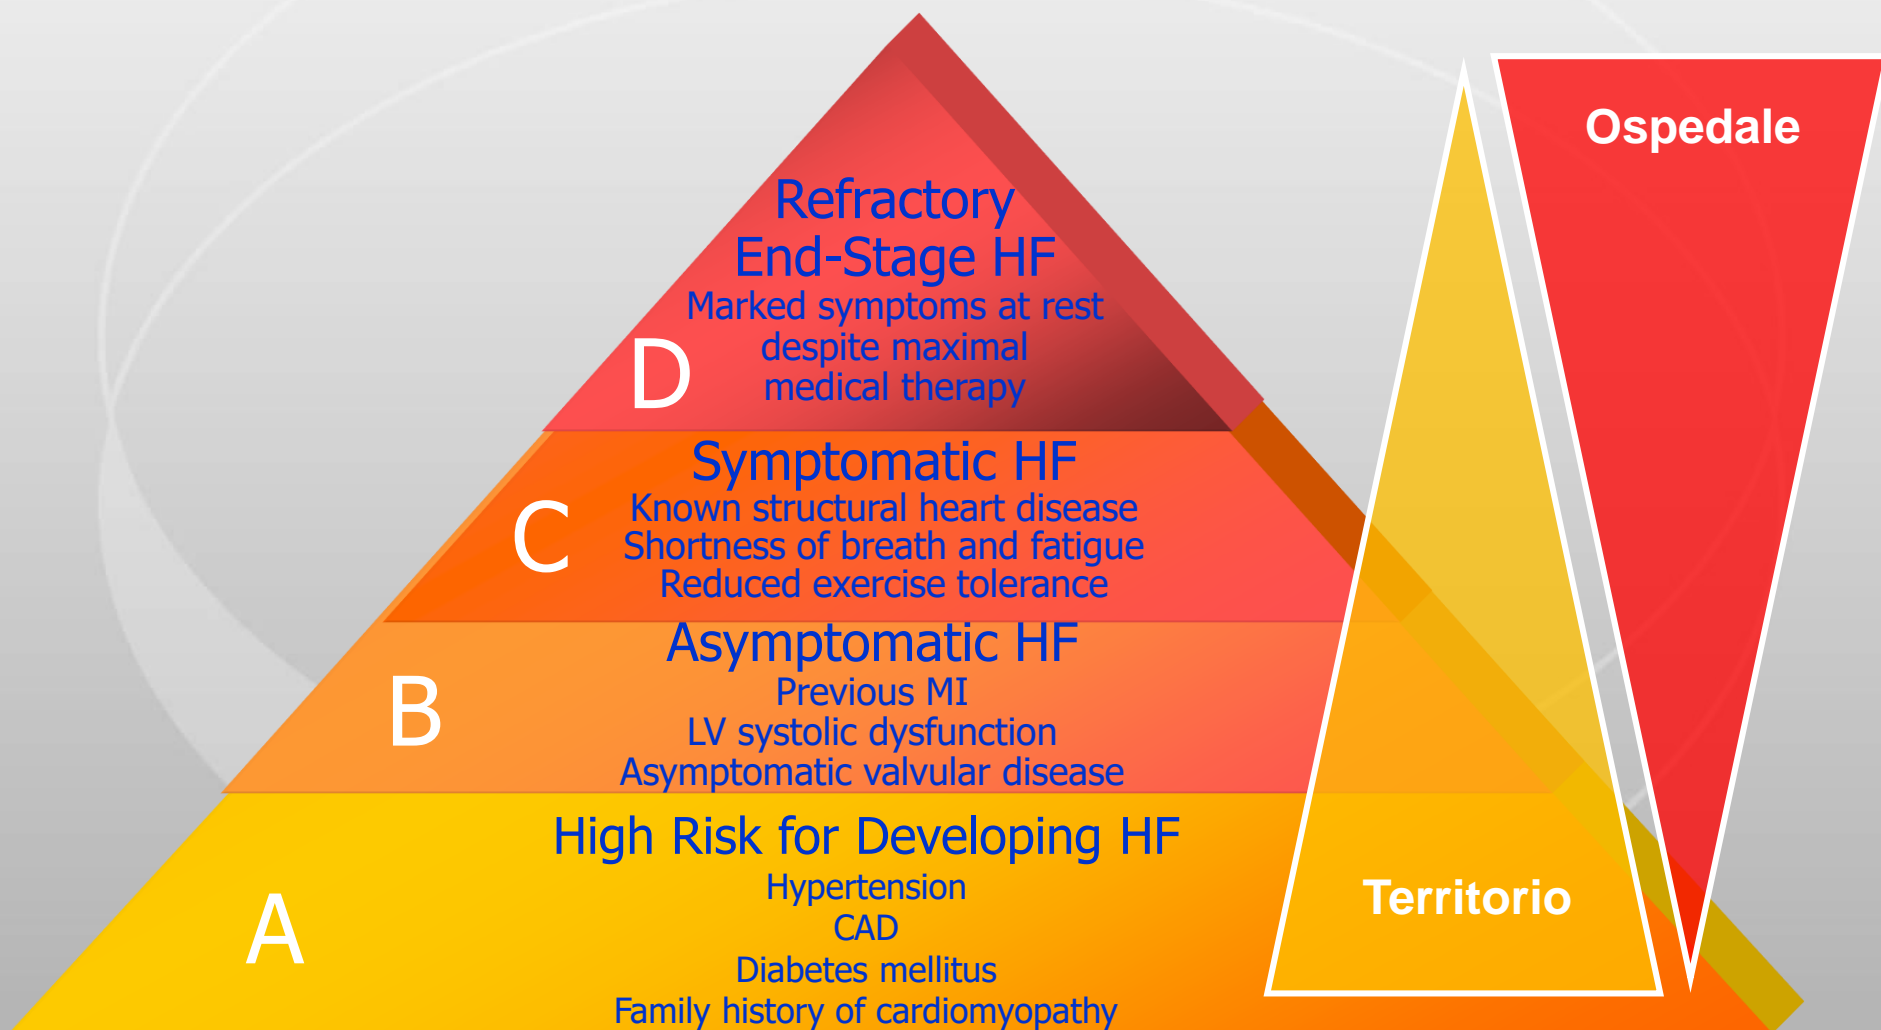 Refractory
End-Stage HF
Marked symptoms at rest
despite maximal
medical therapy
D
Symptomatic HF
Known structural heart disease
Shortness of breath and fatigue
Reduced exercise tolerance
C
Asymptomatic HF
Previous MI
LV systolic dysfunction
Asymptomatic valvular disease
B
High Risk for Developing HF
Hypertension
CAD
Diabetes mellitus
Family history of cardiomyopathy
A
Ospedale
Territorio